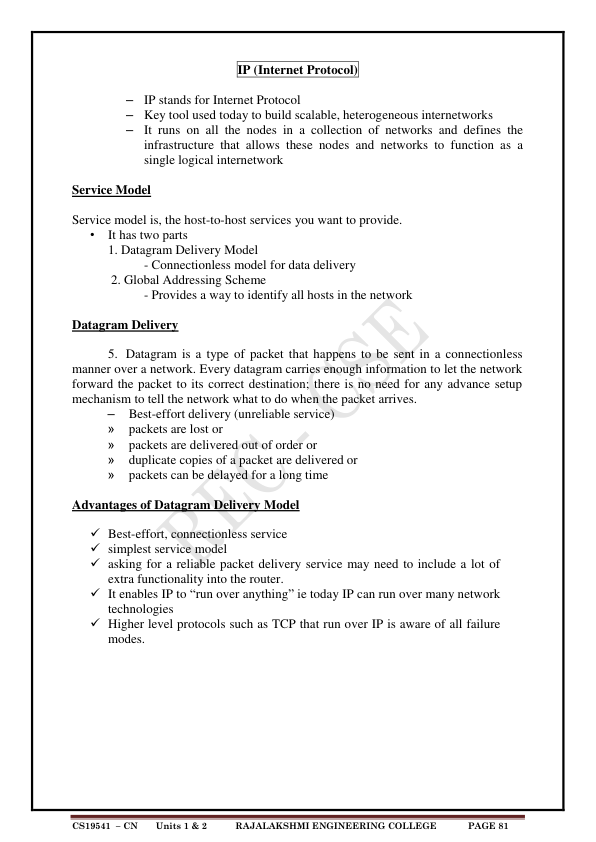 IP (Internet Protocol)
– IP stands for Internet Protocol
– Key tool used today to build scalable, heterogeneous internetworks
– It runs on all the nodes in a collection of networks and defines the
infrastructure that allows these nodes and networks to function as a
single logical internetwork
Service Model
Service model is, the host-to-host services you want to provide.
• It has two parts
1. Datagram Delivery Model
- Connectionless model for data delivery
2. Global Addressing Scheme
- Provides a way to identify all hosts in the network
Datagram Delivery
5. Datagram is a type of packet that happens to be sent in a connectionless
manner over a network. Every datagram carries enough information to let the network
forward the packet to its correct destination; there is no need for any advance setup
mechanism to tell the network what to do when the packet arrives.
– Best-effort delivery (unreliable service)
» packets are lost or
» packets are delivered out of order or
» duplicate copies of a packet are delivered or
» packets can be delayed for a long time
Advantages of Datagram Delivery Model
✓ Best-effort, connectionless service
✓ simplest service model
✓ asking for a reliable packet delivery service may need to include a lot of
extra functionality into the router.
✓ It enables IP to “run over anything” ie today IP can run over many network
technologies
✓ Higher level protocols such as TCP that run over IP is aware of all failure
modes.
REC - CSE
CS19541 – CN Units 1 & 2 RAJALAKSHMI ENGINEERING COLLEGE PAGE 81